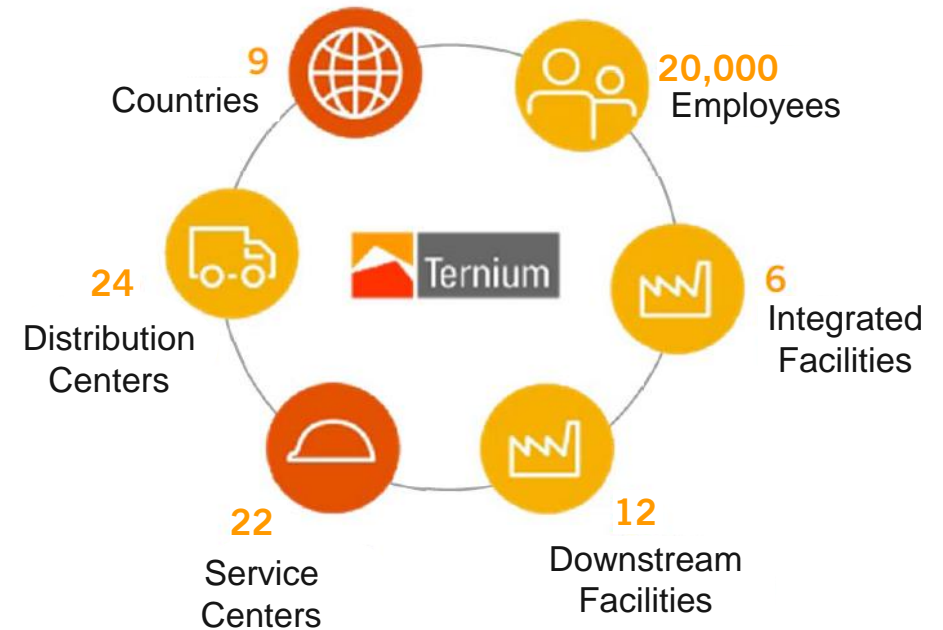 9
Countries
20,000
Employees
24
Distribution
Centers
Ternium
6
Integrated
Facilities
22
Service
Centers
12
Downstream
Facilities